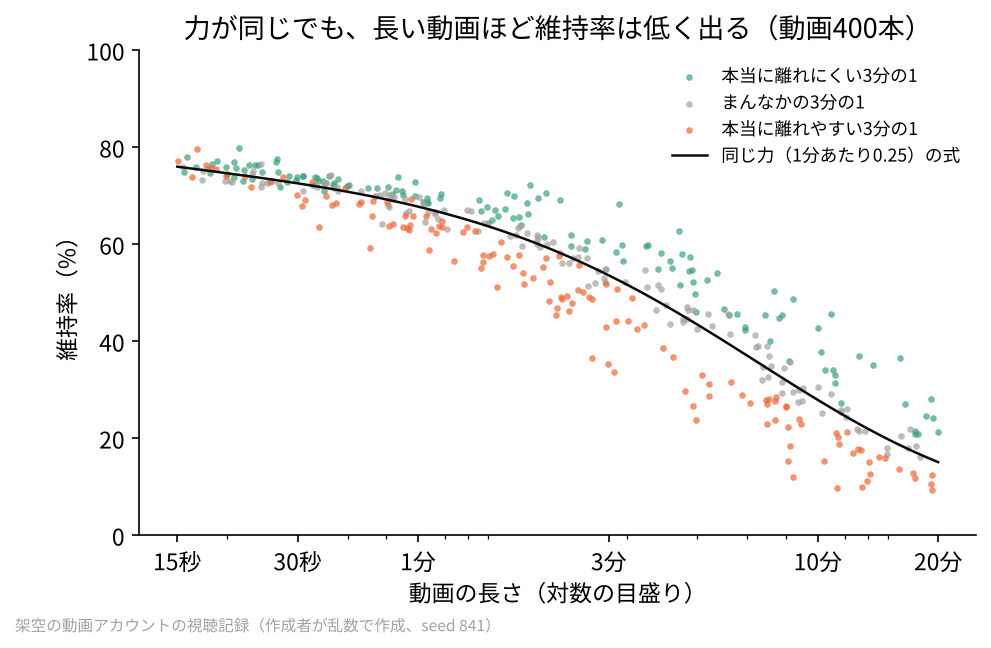 力が同じでも、長い動画ほど維持率は低く出る（動画400本）
本当に離れにくい3分の1
まんなかの3分の1
本当に離れやすい3分の1
同じ力（1分あたり0.25）の式
維持率（%）
100
80
60
40
20
0
15秒
30秒
1分
3分
10分
20分
動画の長さ（対数の目盛り）
架空の動画アカウントの視聴記録（作成者が乱数で作成、seed 841）